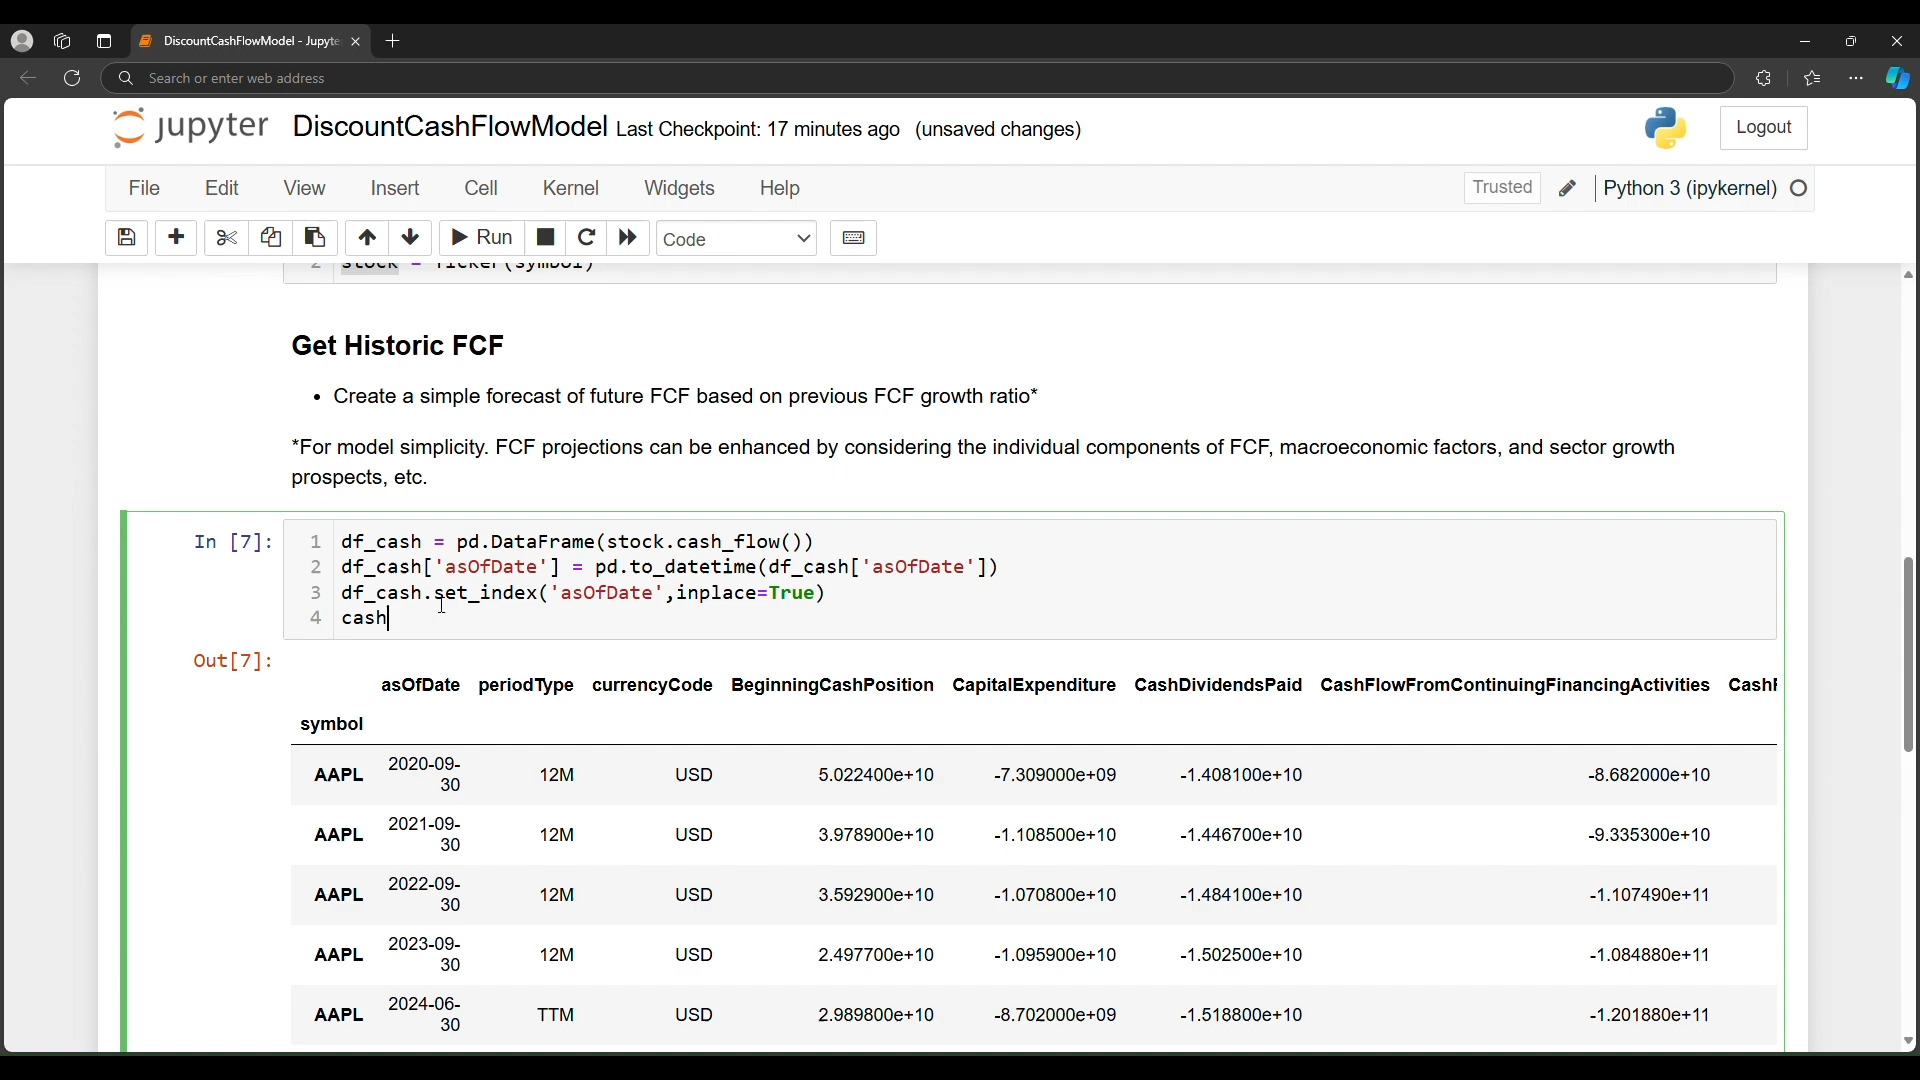 DiscountCashFlowModel - Jupyte
Search or enter web address
jupyter DiscountCashFlowModel Last Checkpoint: 17 minutes ago (unsaved changes)
Logout
File Edit View Insert Cell Kernel Widgets Help
Trusted Python 3 (ipykernel)
Run Code
2 stock = Ticker(symbol)
Get Historic FCF
• Create a simple forecast of future FCF based on previous FCF growth ratio*
*For model simplicity. FCF projections can be enhanced by considering the individual components of FCF, macroeconomic factors, and sector growth
prospects, etc.
In [7]: 1 df_cash = pd.DataFrame(stock.cash_flow())
2 df_cash['asOfDate'] = pd.to_datetime(df_cash['asOfDate'])
3 df_cash.set_index('asOfDate',inplace=True)
4 cash
Out[7]:
asOfDate periodType currencyCode BeginningCashPosition CapitalExpenditure CashDividendsPaid CashFlowFromContinuingFinancingActivities CashF
symbol
AAPL 2020-09-30 12M USD 5.022400e+10 -7.309000e+09 -1.408100e+10 -8.682000e+10
AAPL 2021-09-30 12M USD 3.978900e+10 -1.108500e+10 -1.446700e+10 -9.335300e+10
AAPL 2022-09-30 12M USD 3.592900e+10 -1.070800e+10 -1.484100e+10 -1.107490e+11
AAPL 2023-09-30 12M USD 2.497700e+10 -1.095900e+10 -1.502500e+10 -1.084880e+11
AAPL 2024-06-30 TTM USD 2.989800e+10 -8.702000e+09 -1.518800e+10 -1.201880e+11